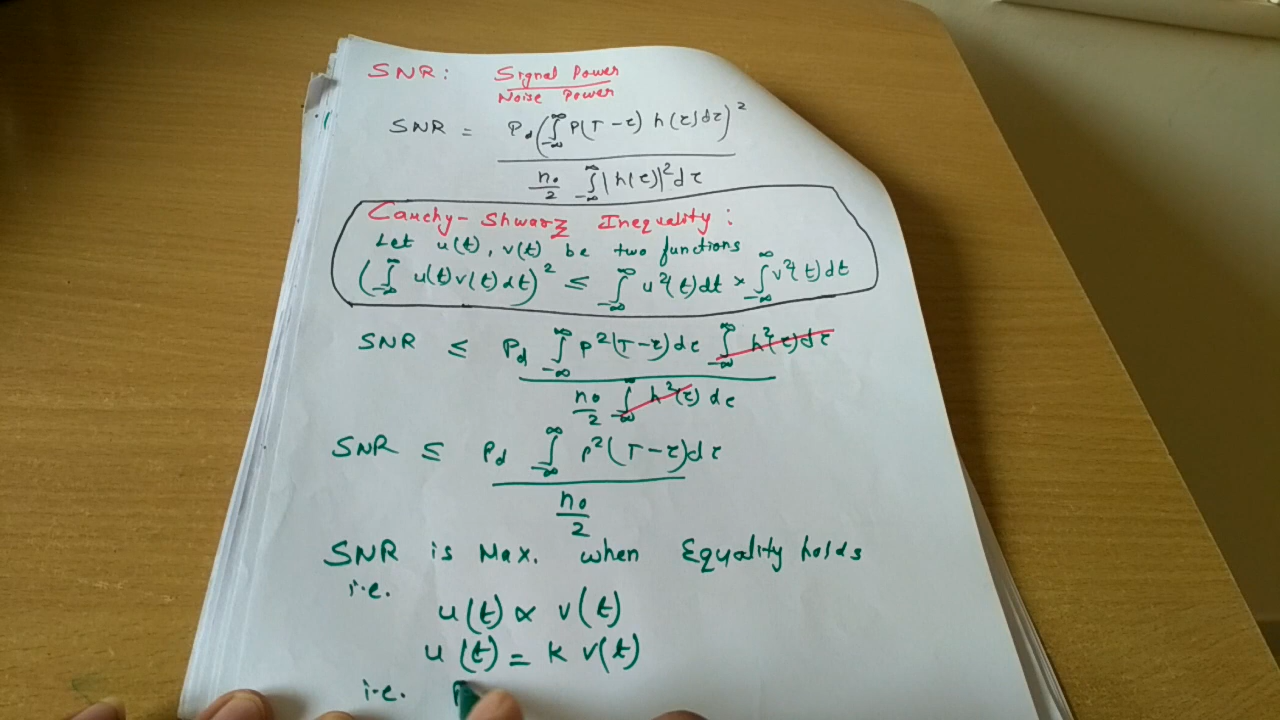 SNR: Signal Power / Noise Power
SNR = P_d (∫_{-∞}^{∞} P(T-τ) h(τ)dτ)² / (n₀/2 ∫_{-∞}^{∞} |h(τ)|² dτ)
Cauchy-Shwarz Inequality:
Let u(t), v(t) be two functions
(∫_{-∞}^{∞} u(t)v(t)dt)² ≤ ∫_{-∞}^{∞} u²(t)dt × ∫_{-∞}^{∞} v²(t)dt
SNR ≤ P_d ∫_{-∞}^{∞} P²(T-τ)dτ ∫_{-∞}^{∞} h²(τ)dτ / (n₀/2 ∫_{-∞}^{∞} h²(τ)dτ)
SNR ≤ P_d ∫_{-∞}^{∞} P²(T-τ)dτ / (n₀/2)
SNR is Max. when Equality holds
i.e.
u(t) ∝ v(t)
u(t) = K v(t)
i.e. P